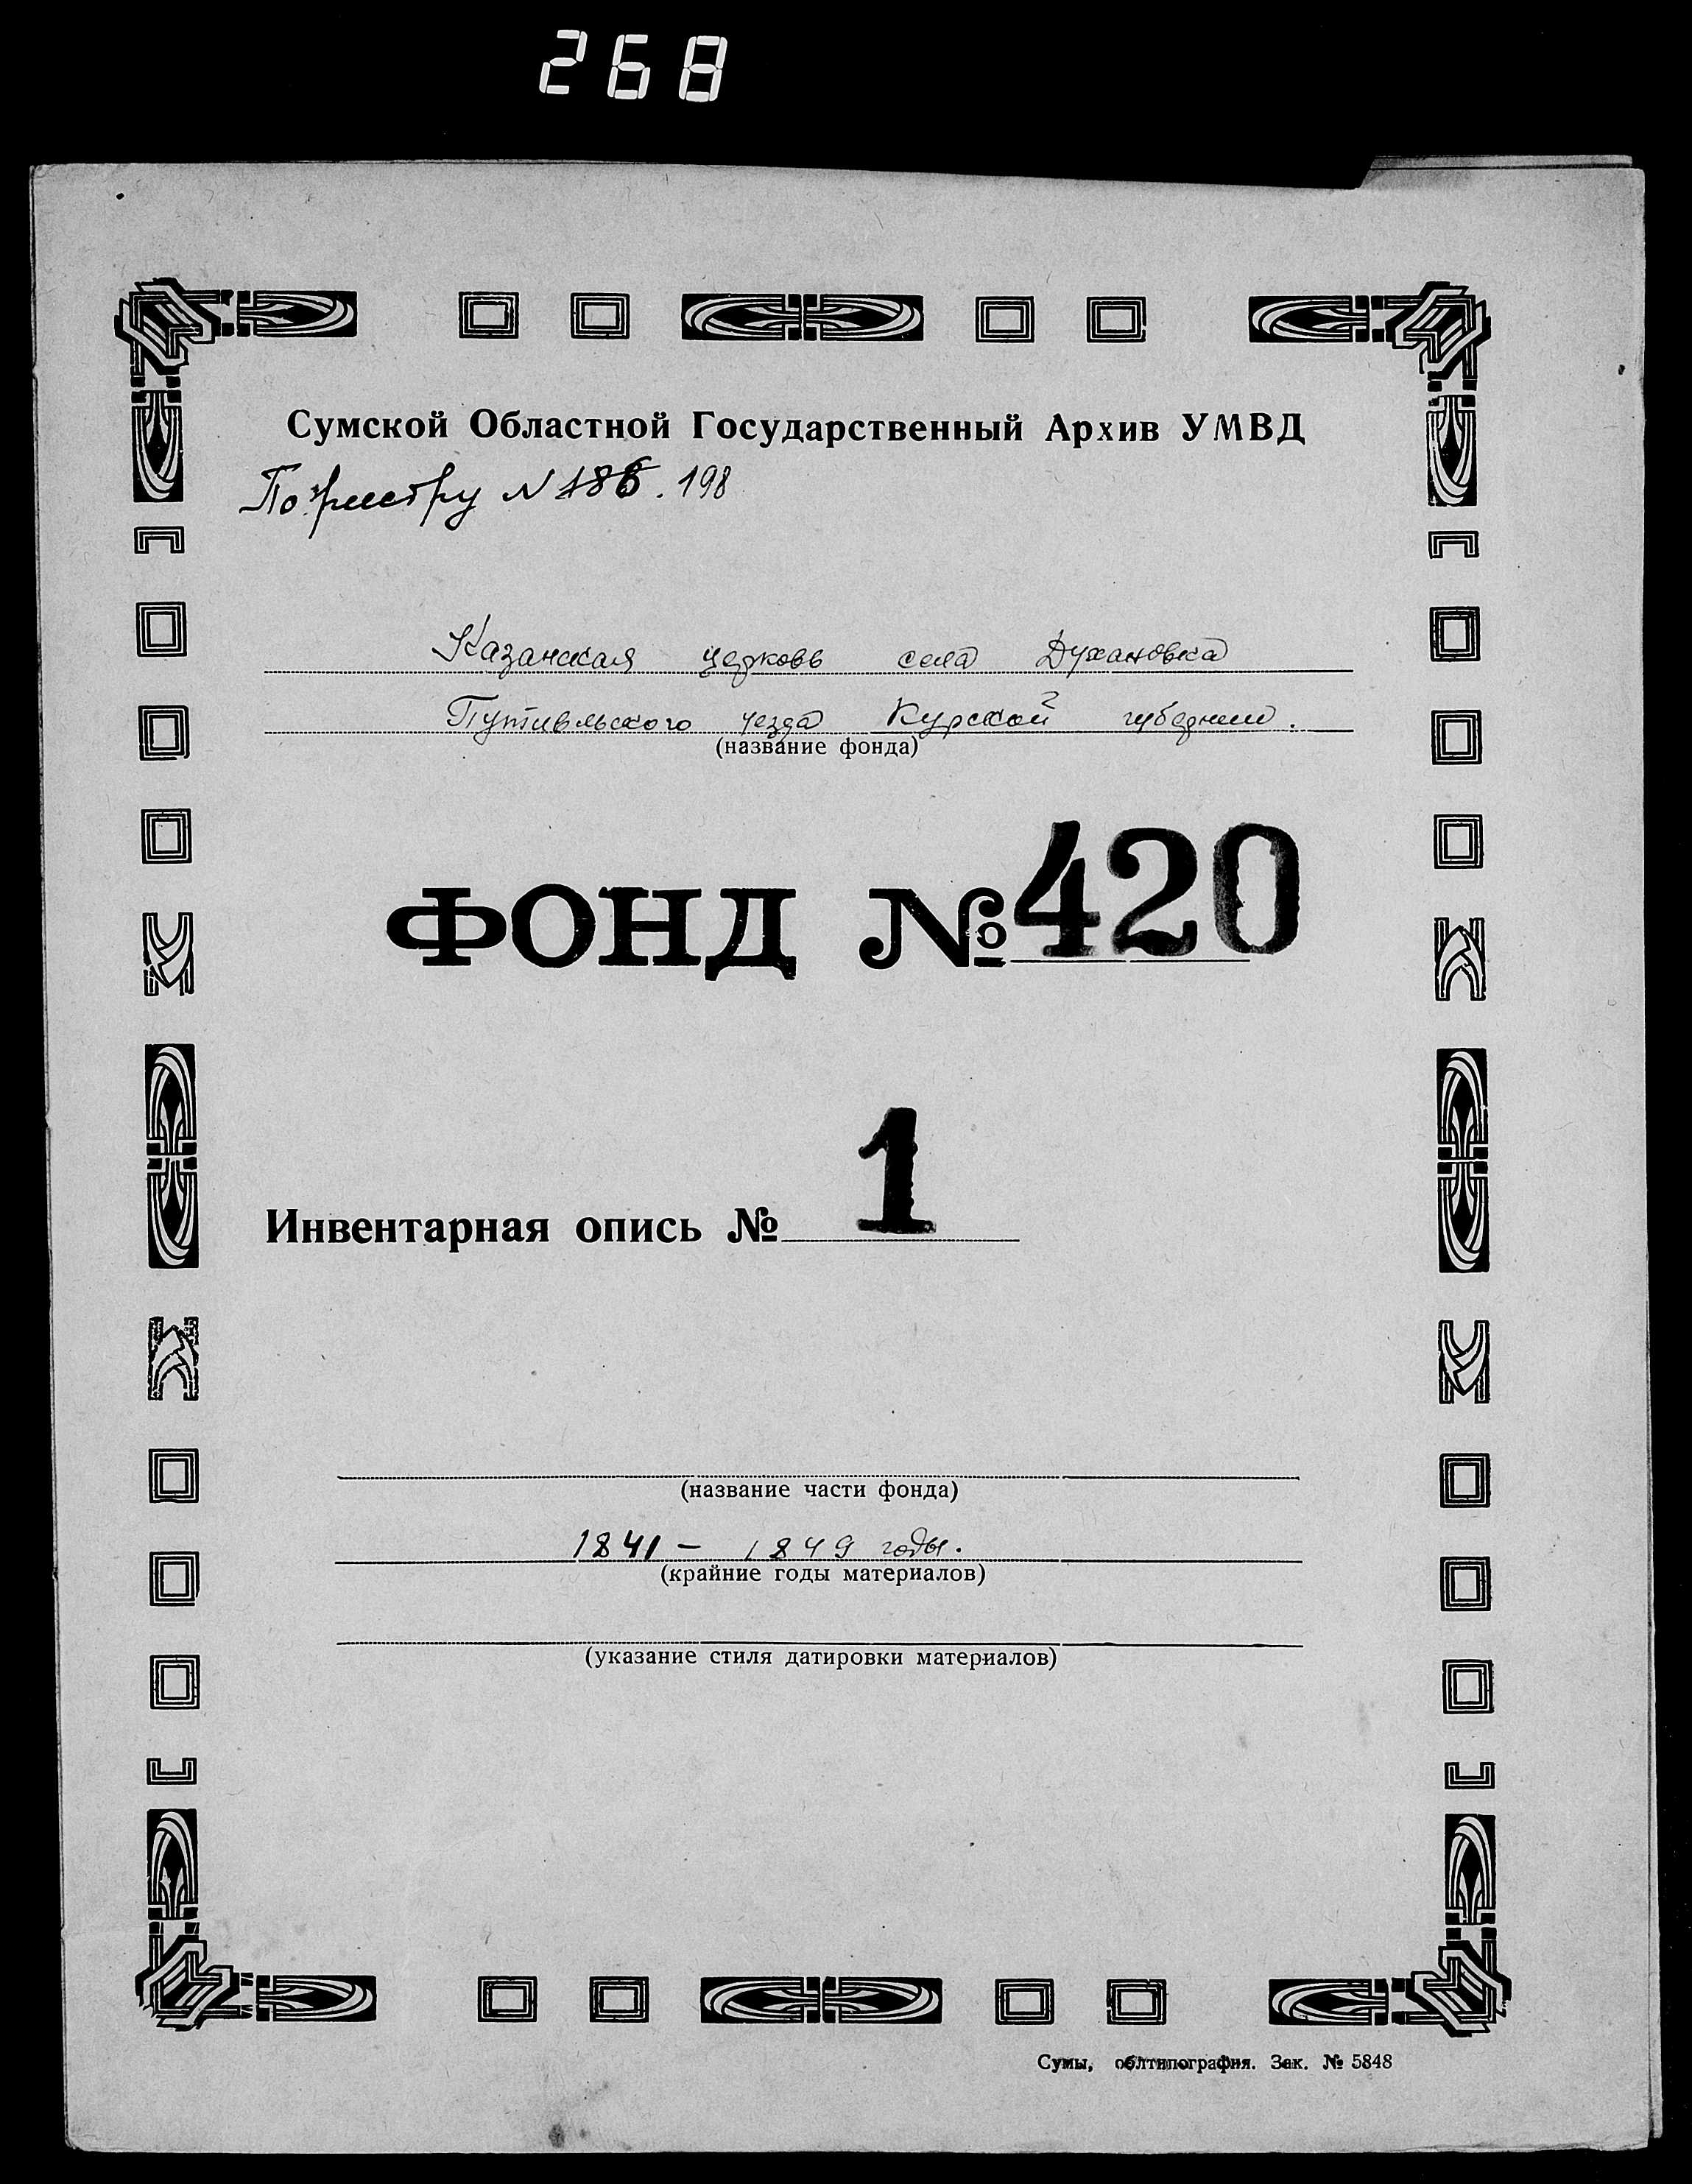 268
Сумской Областной Государственный Архив УМВД
По реестру N 186. 198
Казанская церковь села Духановка
Путивльского уезда Курской губернии.
(название фонда)
ФОНД № 420
Инвентарная опись № 1
(название части фонда)
1841 – 1849 годы.
(крайние годы материалов)
(указание стиля датировки материалов)
Сумы, облтипография. Зак. № 5848